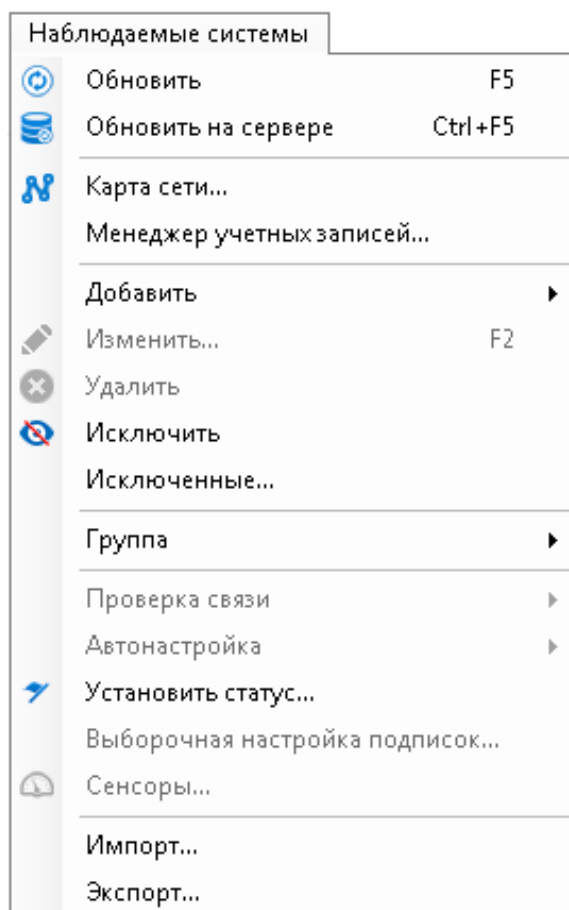 Наблюдаемые системы
Обновить F5
Обновить на сервере Ctrl+F5
Карта сети...
Менеджер учетных записей...
Добавить
Изменить... F2
Удалить
Исключить
Исключенные...
Группа
Проверка связи
Автонастройка
Установить статус...
Выборочная настройка подписок...
Сенсоры...
Импорт...
Экспорт...